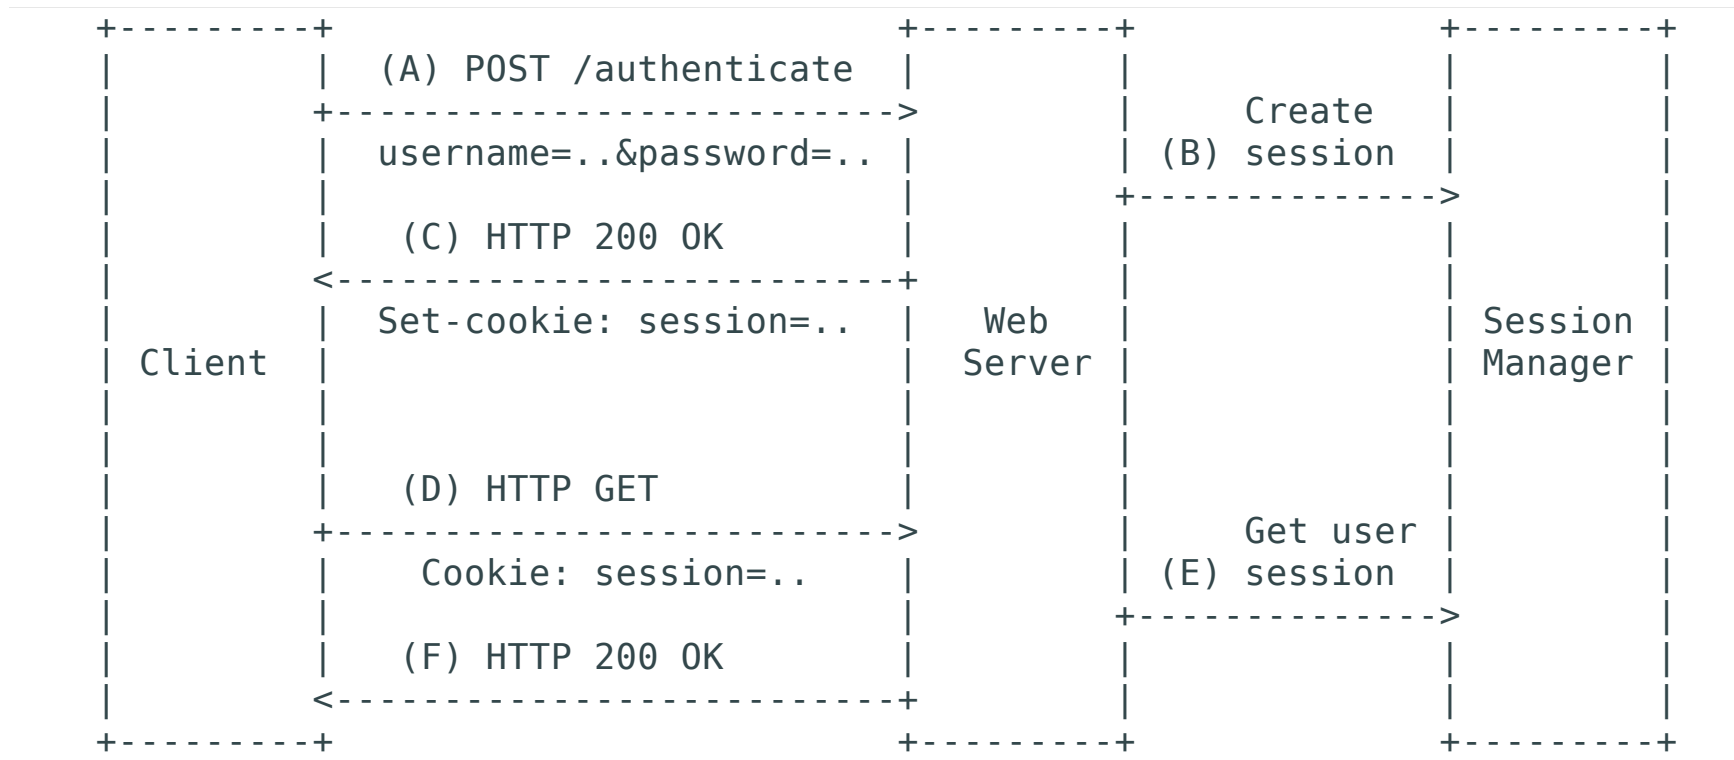 (A) POST /authenticate
Create
username=..&password=..
(B) session
(C) HTTP 200 OK
Set-cookie: session=..
Web
Server
Session
Manager
Client
(D) HTTP GET
Get user
Cookie: session=..
(E) session
(F) HTTP 200 OK